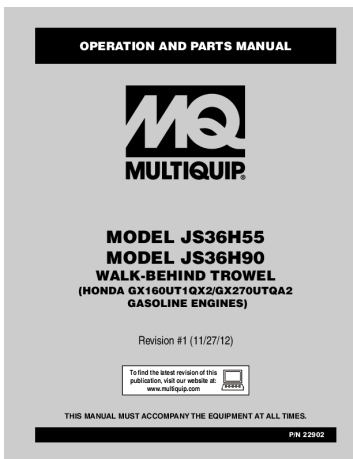 OPERATION AND PARTS MANUAL
MQ
MULTIQUIP®
MODEL JS36H55
MODEL JS36H90
WALK-BEHIND TROWEL
(HONDA GX160UT1QX2/GX270UTQA2
GASOLINE ENGINES)
Revision #1 (11/27/12)
To find the latest revision of this
publication, visit our website at:
www.multiquip.com
THIS MANUAL MUST ACCOMPANY THE EQUIPMENT AT ALL TIMES.
P/N 22902